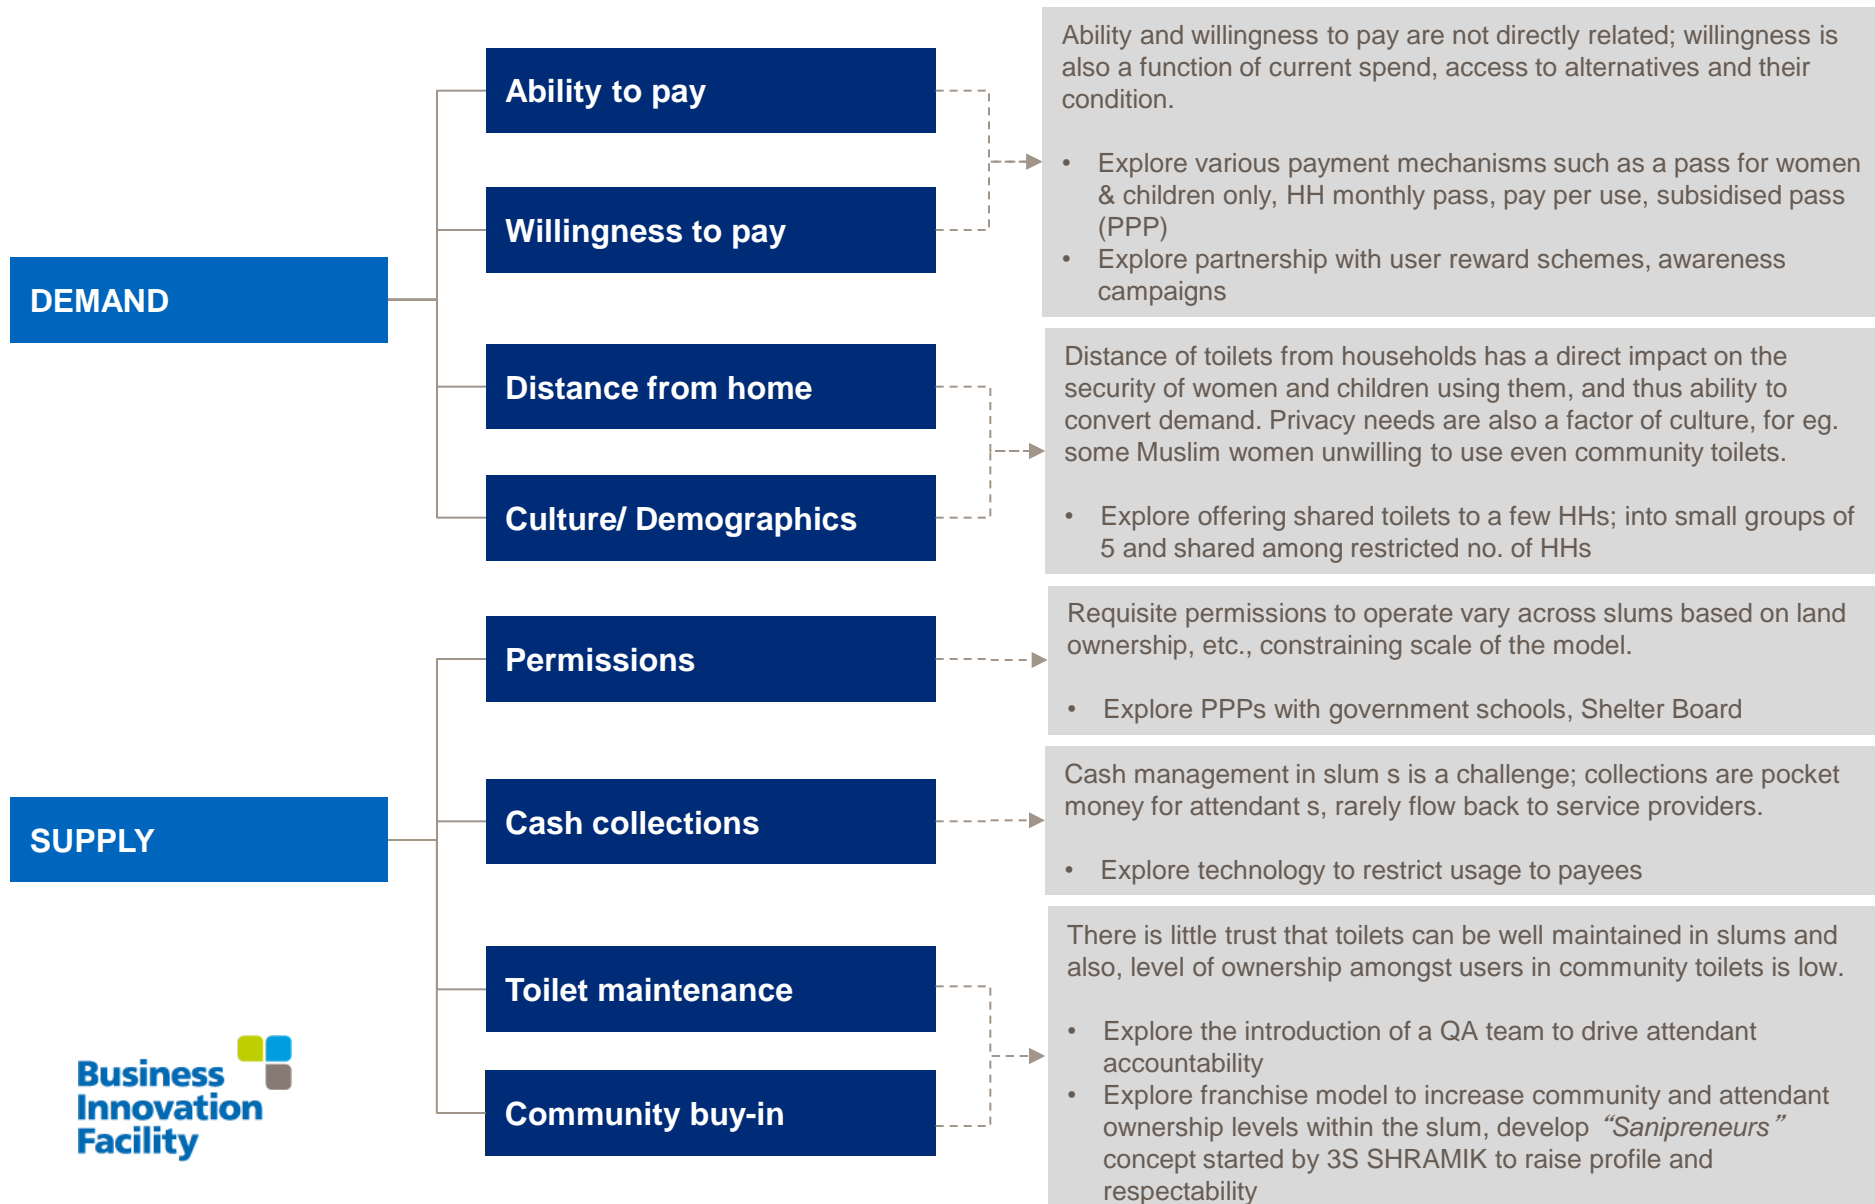 DEMAND
Ability to pay
Willingness to pay
Ability and willingness to pay are not directly related; willingness is
also a function of current spend, access to alternatives and their
condition.
• Explore various payment mechanisms such as a pass for women
& children only, HH monthly pass, pay per use, subsidised pass
(PPP)
• Explore partnership with user reward schemes, awareness
campaigns
Distance from home
Culture/ Demographics
Distance of toilets from households has a direct impact on the
security of women and children using them, and thus ability to
convert demand. Privacy needs are also a factor of culture, for eg.
some Muslim women unwilling to use even community toilets.
• Explore offering shared toilets to a few HHs; into small groups of
5 and shared among restricted no. of HHs
SUPPLY
Permissions
Requisite permissions to operate vary across slums based on land
ownership, etc., constraining scale of the model.
• Explore PPPs with government schools, Shelter Board
Cash collections
Cash management in slum s is a challenge; collections are pocket
money for attendant s, rarely flow back to service providers.
• Explore technology to restrict usage to payees
Toilet maintenance
Community buy-in
There is little trust that toilets can be well maintained in slums and
also, level of ownership amongst users in community toilets is low.
• Explore the introduction of a QA team to drive attendant
accountability
• Explore franchise model to increase community and attendant
ownership levels within the slum, develop “Sanipreneurs”
concept started by 3S SHRAMIK to raise profile and
respectability
Business
Innovation
Facility